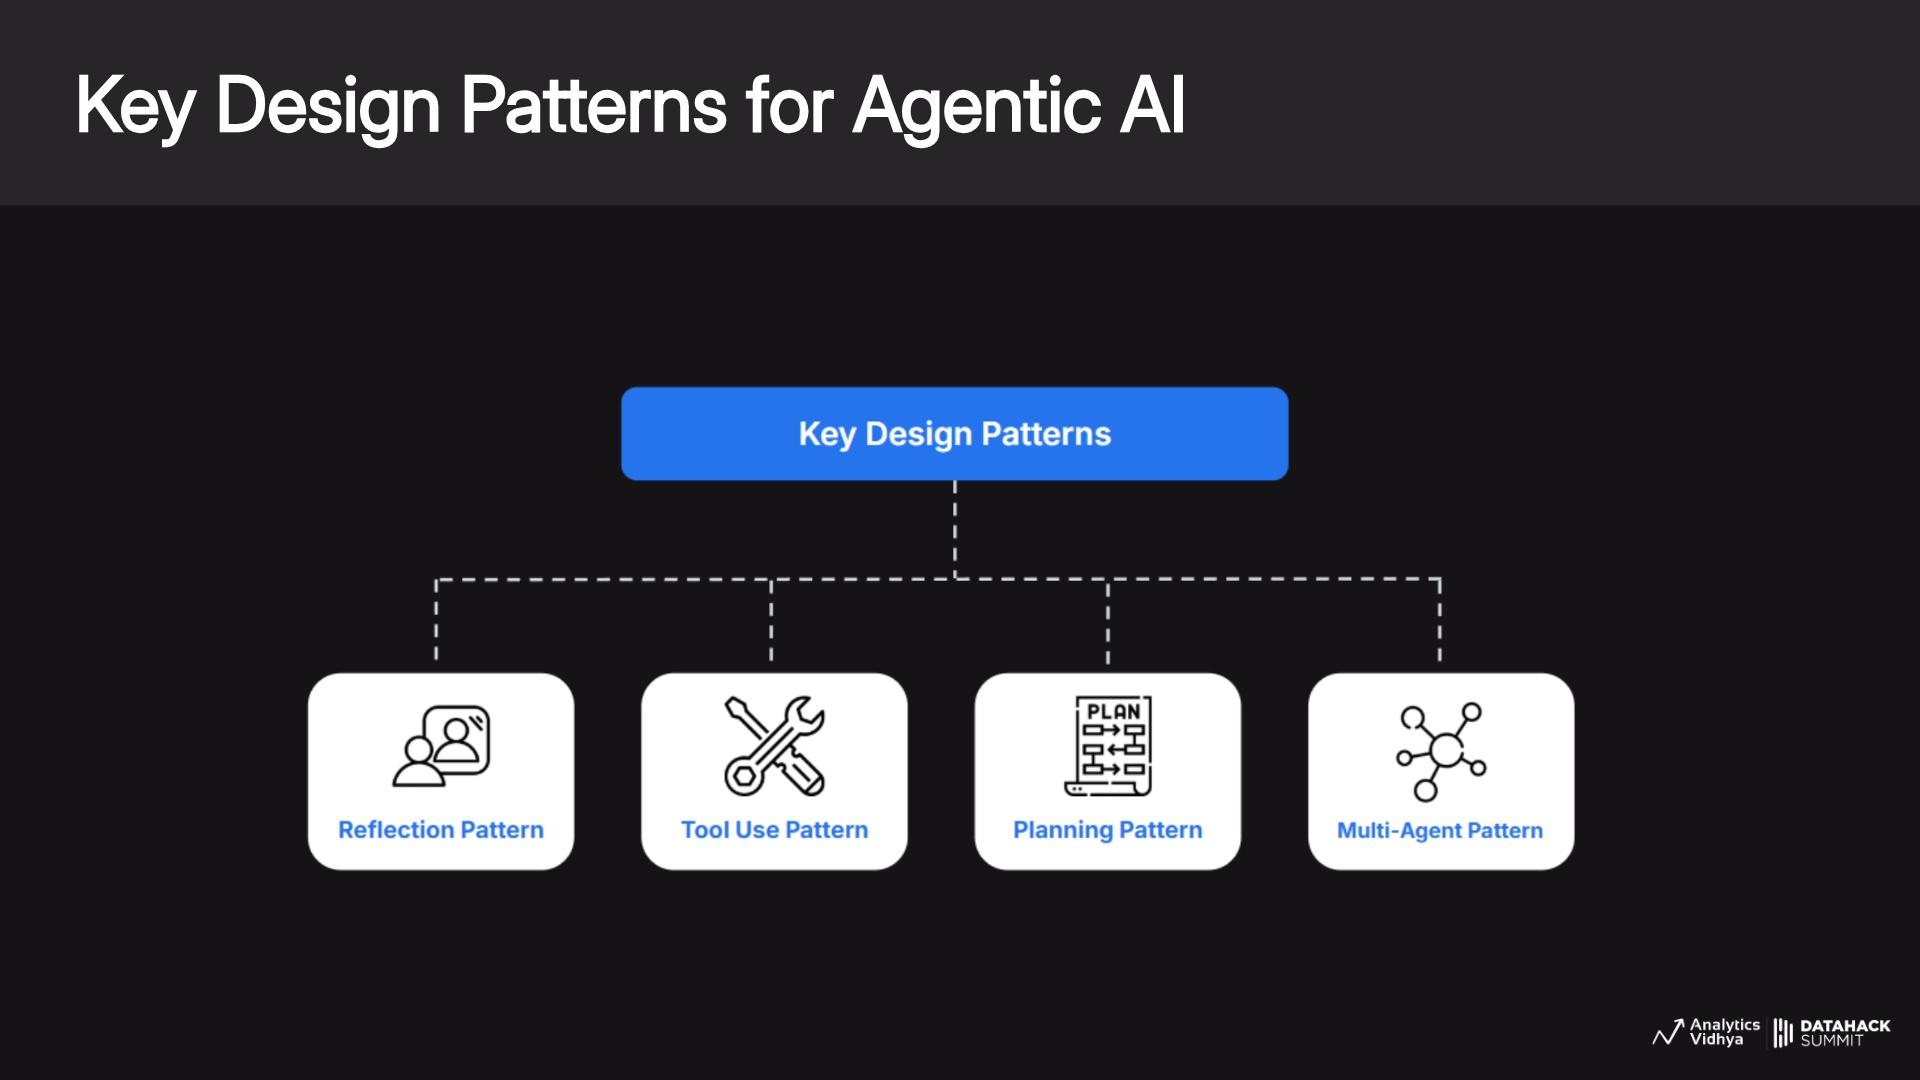 Key Design Patterns for Agentic AI
Key Design Patterns
PLAN
Reflection Pattern
Tool Use Pattern
Planning Pattern
Multi-Agent Pattern
Analytics
Vidhya
DATAHACK
SUMMIT